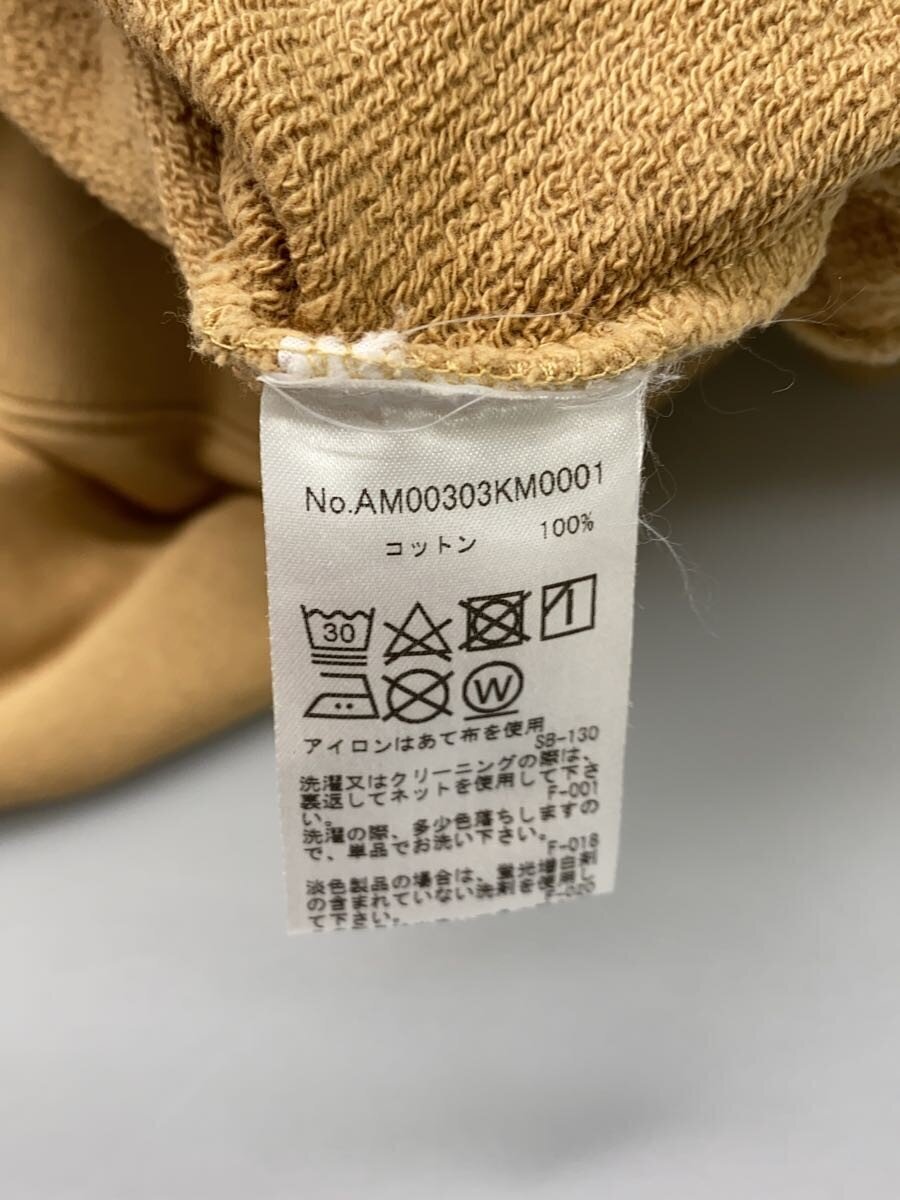 No.AM00303KM0001
コットン 100%
30
W
アイロンはあて布を使用
SB-130
洗濯又はクリーニングの際は、
裏返してネットを使用して下さ
い。
F-001
洗濯の際、多少色落ちしますの
で、単品でお洗い下さい。
F-018
淡色製品の場合は、蛍光増白剤
の含まれていない洗剤を使用し
て下さい。
F-020